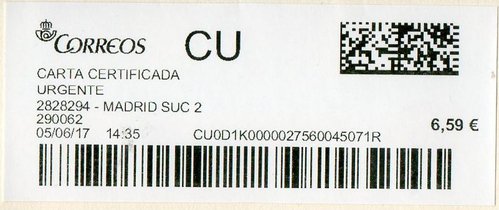 CORREOS CU
CARTA CERTIFICADA
URGENTE
2828294 - MADRID SUC 2
290062
05/06/17 14:35 CU0D1K0000027560045071R
6,59 €